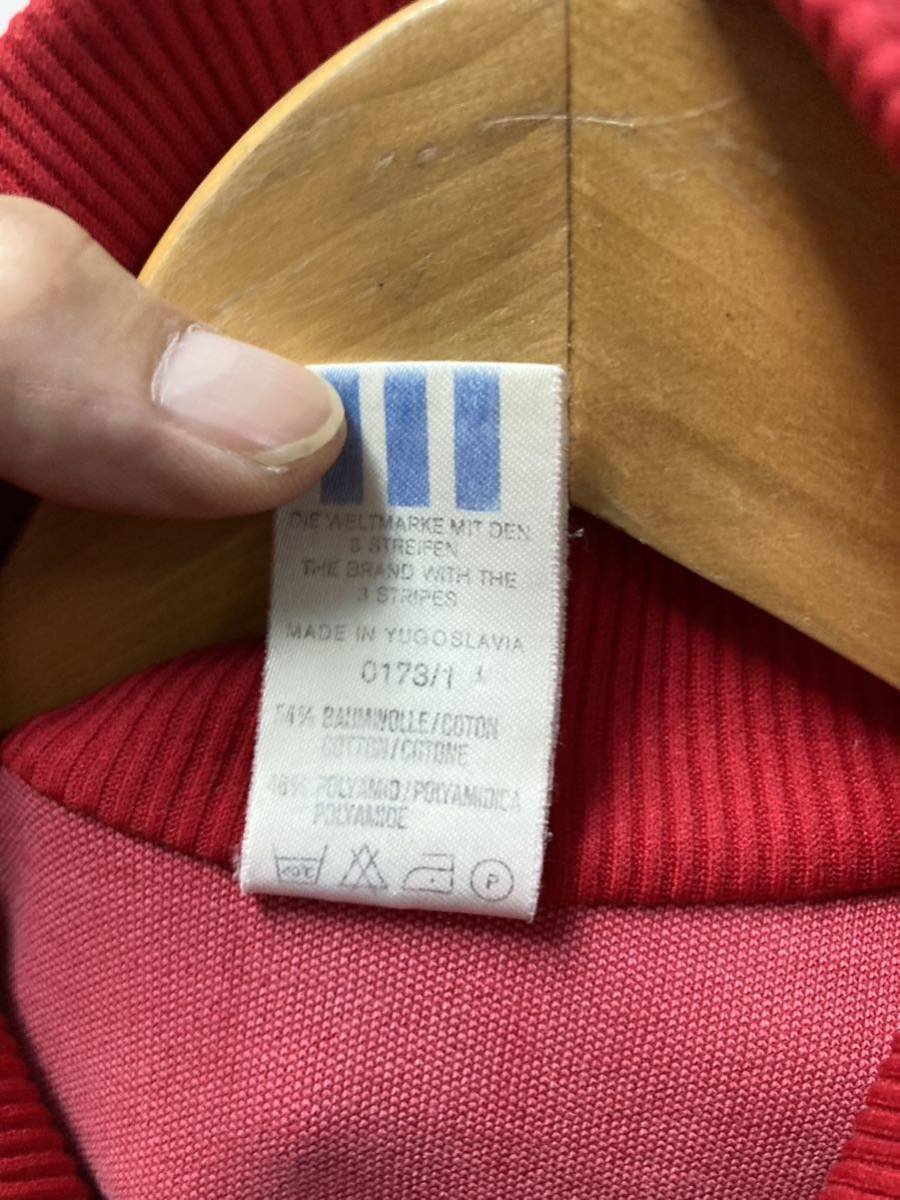 DIE WELTMARKE MIT DEN
3 STREIFEN
THE BRAND WITH THE
3 STRIPES
MADE IN YUGOSLAVIA
0173/1
54% BAUMWOLLE/COTON
COTTON/COTONE
46% POLYAMID/POLYAMIDICA
POLYAMIDE
40% P